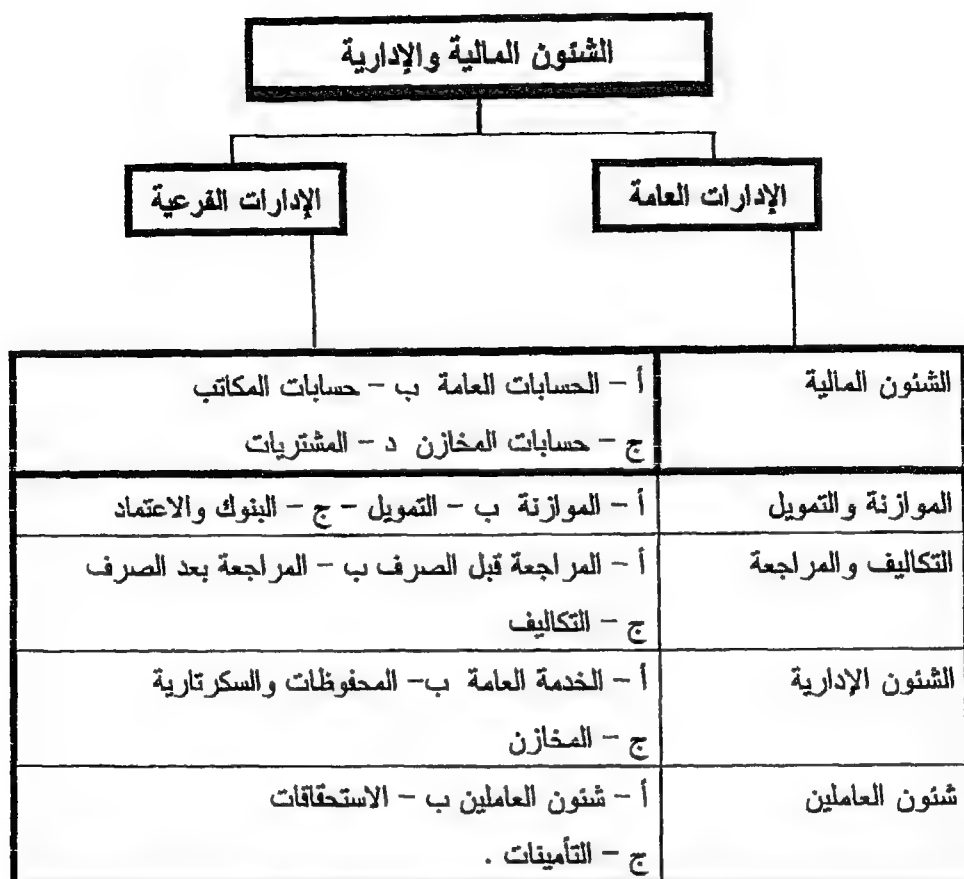 الشئون المالية والإدارية
الإدارات العامة
الإدارات الفرعية
الشئون المالية
أ – الحسابات العامة ب – حسابات المكاتب
ج – حسابات المخازن د – المشتريات
الموازنة والتمويل
أ – الموازنة ب – التمويل – ج – البنوك والاعتماد
التكاليف والمراجعة
أ – المراجعة قبل الصرف ب – المراجعة بعد الصرف
ج – التكاليف
الشئون الإدارية
أ – الخدمة العامة ب– المحفوظات والسكرتارية
ج – المخازن
شئون العاملين
أ – شئون العاملين ب – الاستحقاقات
ج – التأمينات .